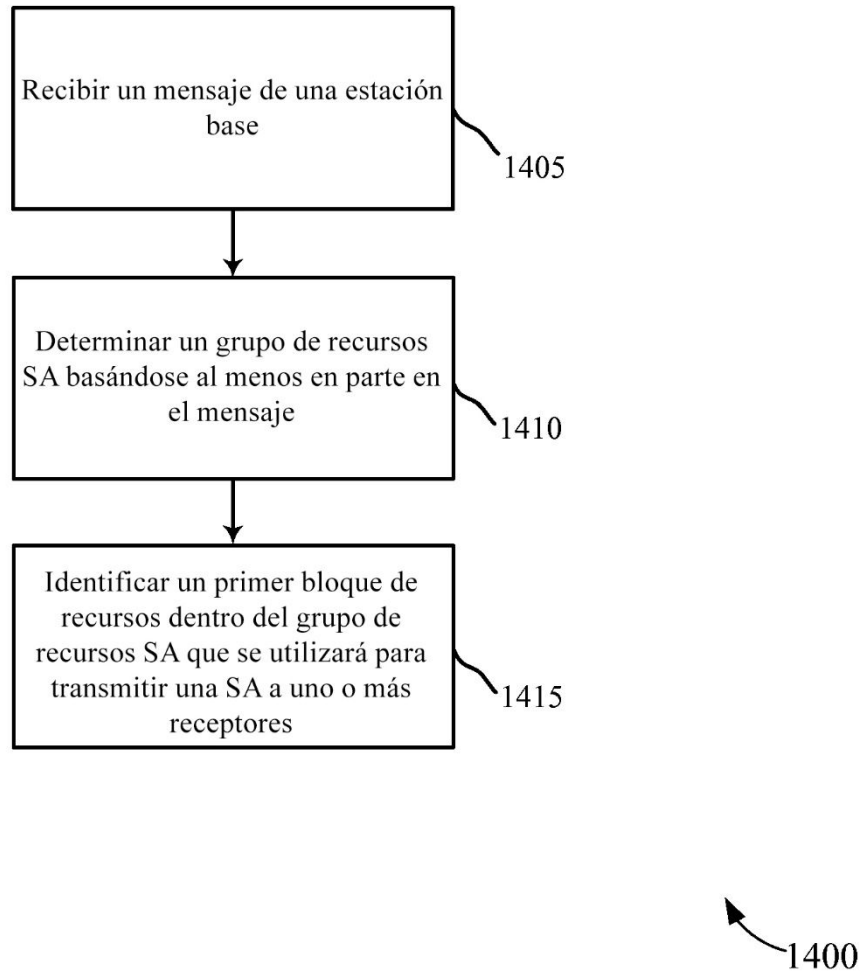 Recibir un mensaje de una estación
base
1405
Determinar un grupo de recursos
SA basándose al menos en parte en
el mensaje
1410
Identificar un primer bloque de
recursos dentro del grupo de
recursos SA que se utilizará para
transmitir una SA a uno o más
receptores
1415
1400